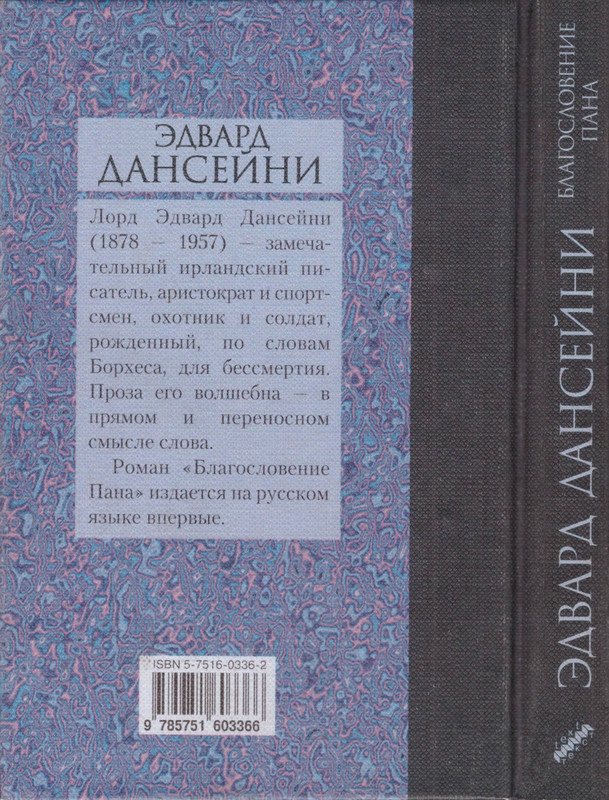 ЭДВАРД
ДАНСЕЙНИ
Лорд Эдвард Дансейни
(1878 – 1957) – замеча-
тельный ирландский пи-
сатель, аристократ и спорт-
смен, охотник и солдат,
рожденный, по словам
Борхеса, для бессмертия.
Проза его волшебна – в
прямом и переносном
смысле слова.
Роман «Благословение
Пана» издается на русском
языке впервые.
ISBN 5-7516-0336-2
9 785751 603366
ЭДВАРД ДАНСЕЙНИ
БЛАГОСЛОВЕНИЕ
ПАНА
text
текст